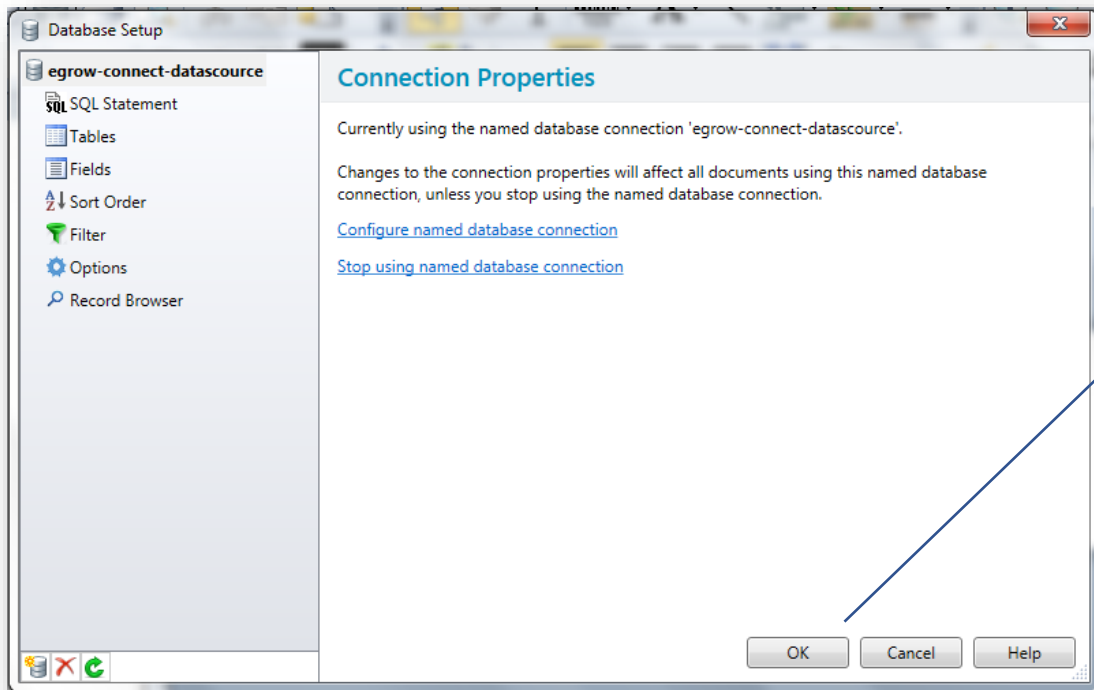 Database Setup
egrow-connect-datascource
SQL Statement
Tables
Fields
Sort Order
Filter
Options
Record Browser
Connection Properties
Currently using the named database connection 'egrow-connect-datascource'.
Changes to the connection properties will affect all documents using this named database
connection, unless you stop using the named database connection.
Configure named database connection
Stop using named database connection
OK
Cancel
Help